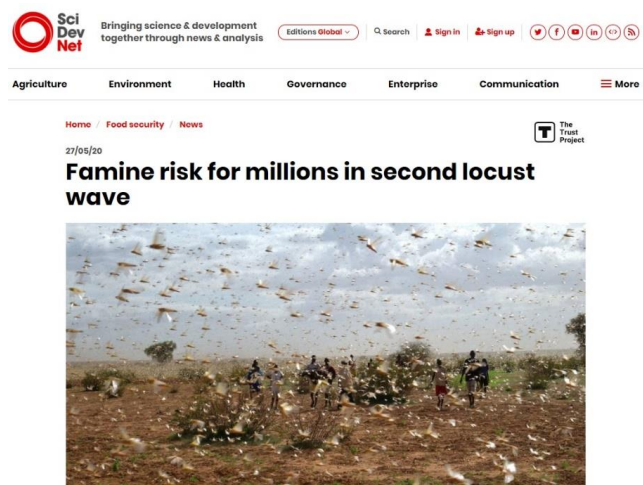 Sci
Dev
Net
Bringing science & development
together through news & analysis
Editions Global
Search
Sign in
Sign up
Agriculture Environment Health Governance Enterprise Communication More
Home / Food security / News
T The
Trust
Project
27/05/20
Famine risk for millions in second locust
wave